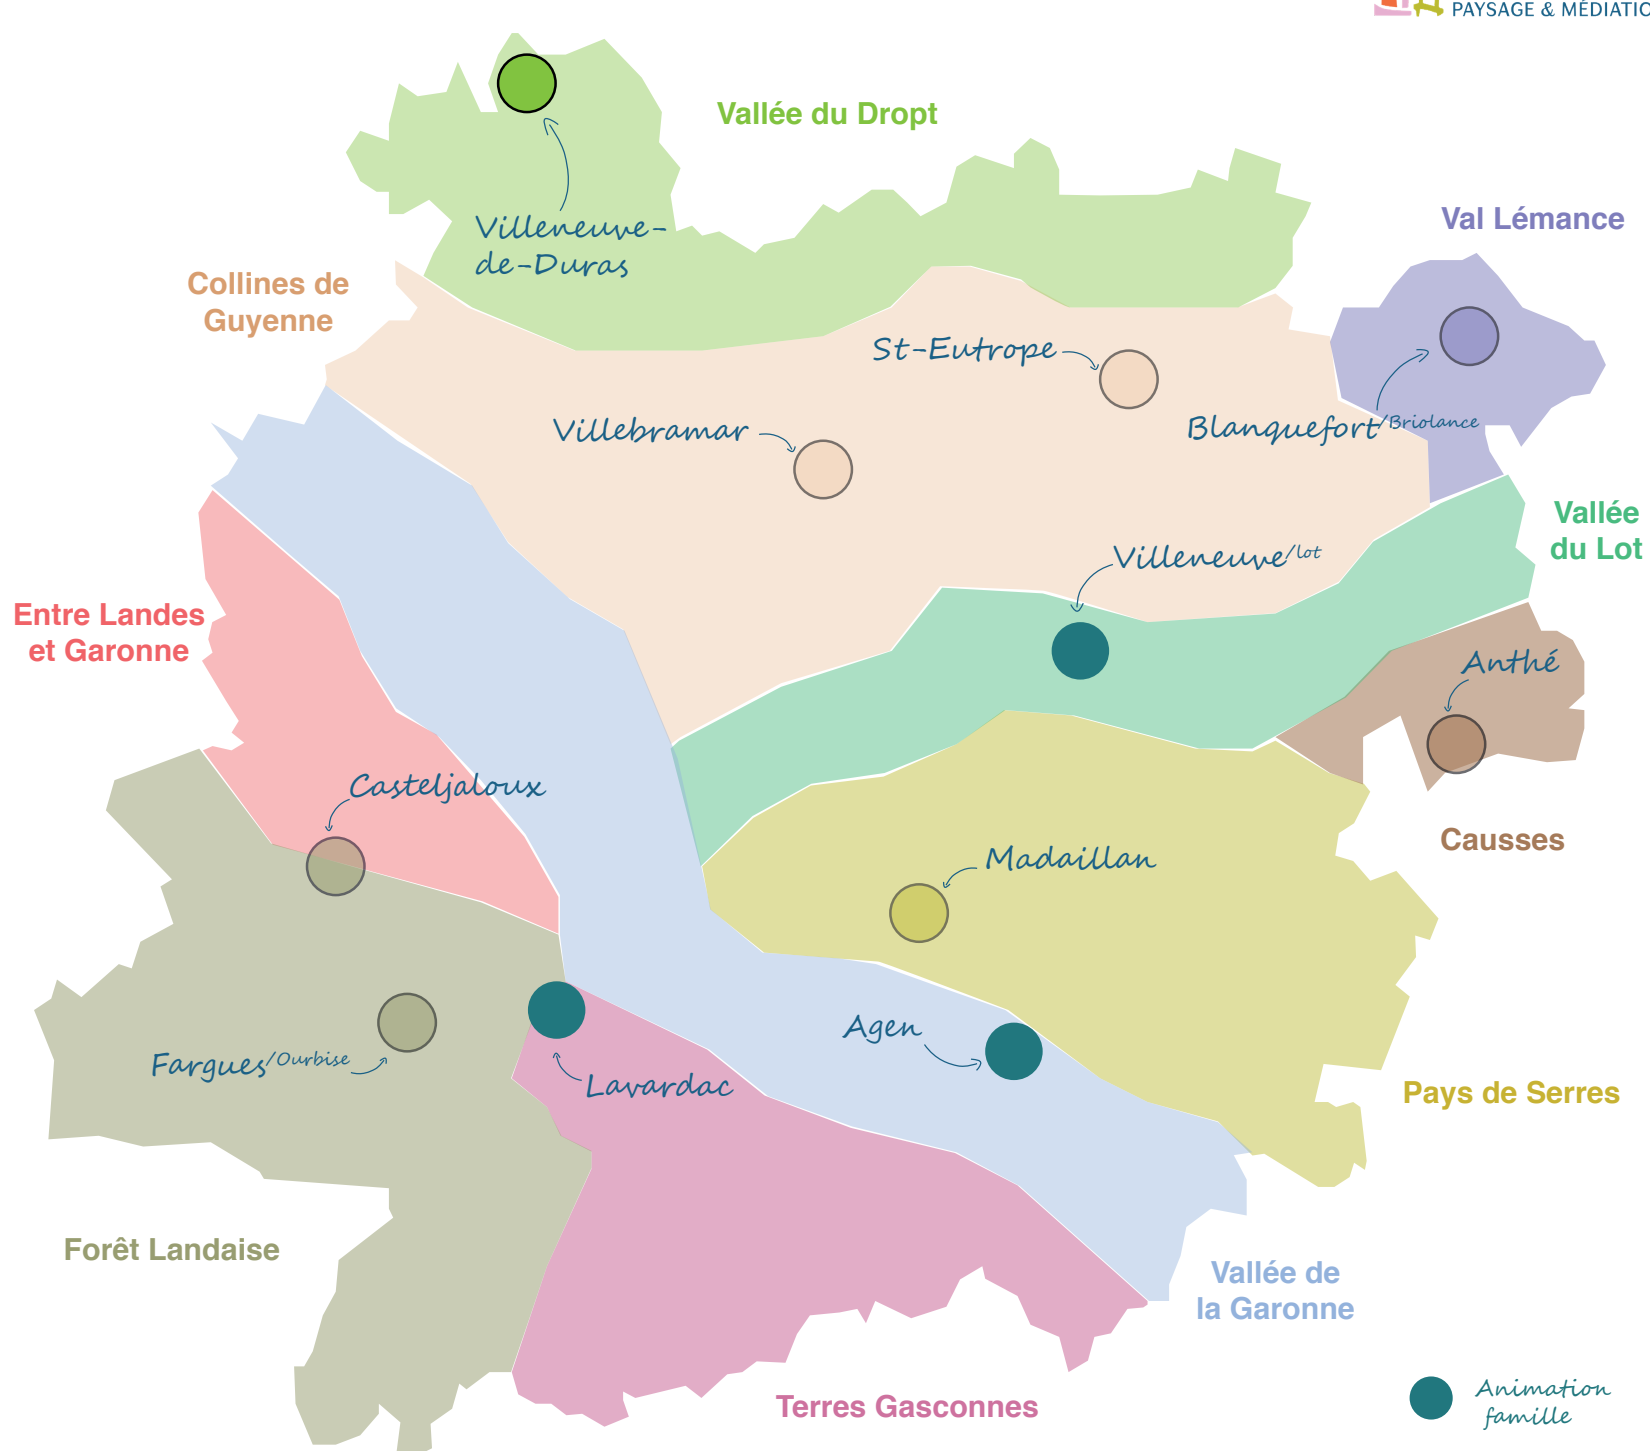 PAYSAGE & MÉDIATIO
Vallée du Dropt
Villeneuve-
de-Duras
Val Lémance
Collines de
Guyenne
St-Eutrope
Blanquefort/Briolance
Villebramar
Vallée
du Lot
Villeneuve/lot
Entre Landes
et Garonne
Anthé
Casteljaloux
Causses
Madaillan
Agen
Fargues/Ourbise
Lavardac
Pays de Serres
Forêt Landaise
Vallée de
la Garonne
Terres Gasconnes
Animation
famille